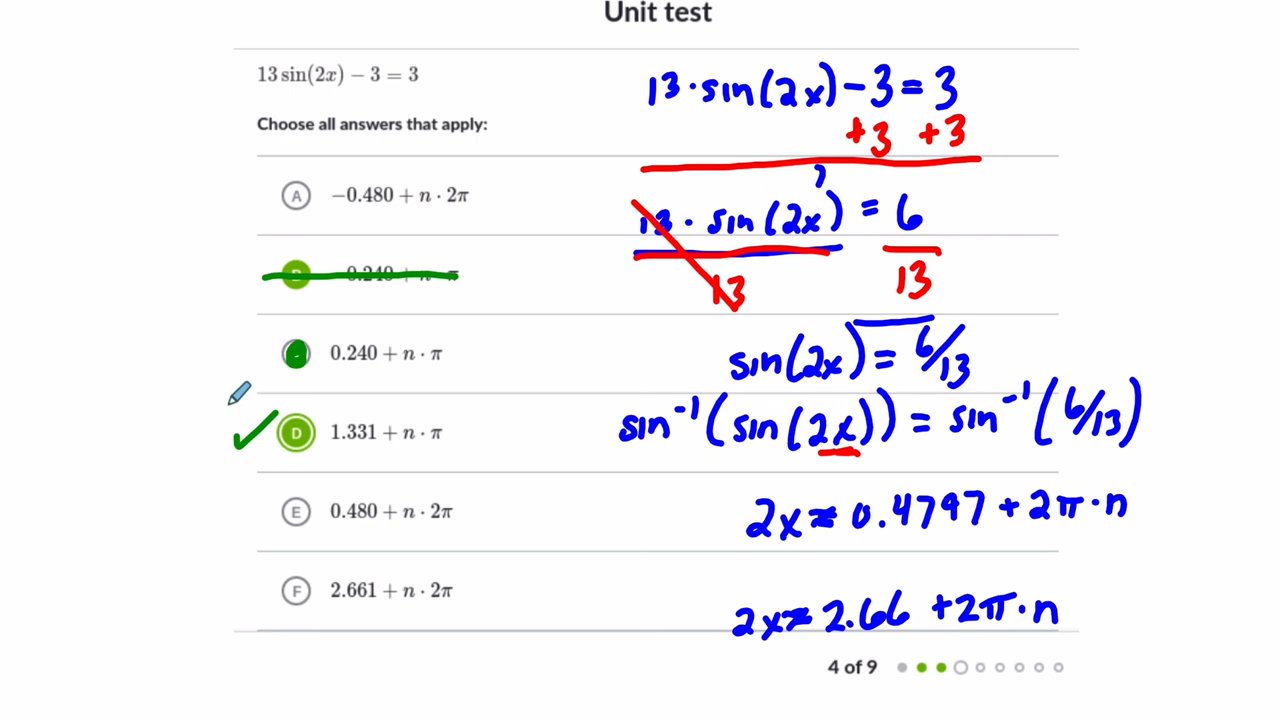 Unit test
13 sin(2x) − 3 = 3
Choose all answers that apply:
A −0.480 + n · 2π
B −0.240 + n · π
0.240 + n · π
D 1.331 + n · π
E 0.480 + n · 2π
F 2.661 + n · 2π
4 of 9
13·sin(2x) − 3 = 3
+3 +3
13 · sin(2x) = 6
13 13
sin(2x) = 6/13
sin⁻¹(sin(2x)) = sin⁻¹(6/13)
2x ≈ 0.4797 + 2π·n
2x ≈ 2.66 + 2π·n